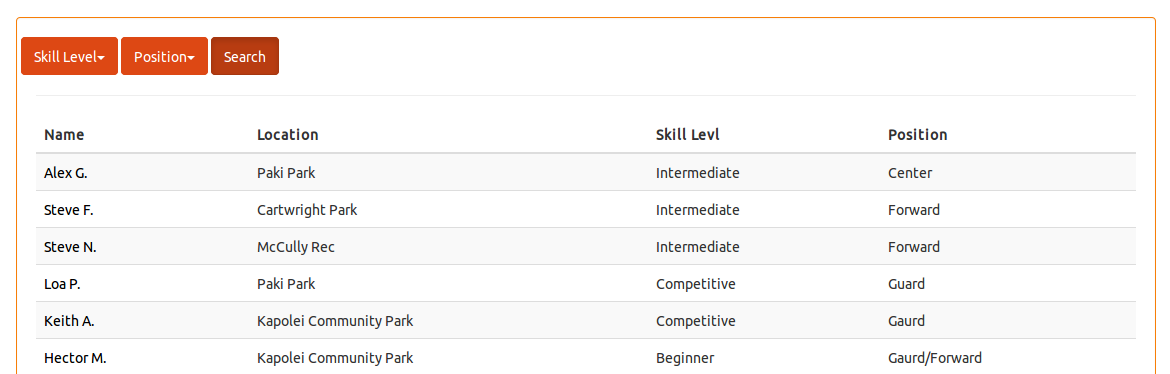 Skill Level Position Search
Name Location Skill Levl Position
Alex G. Paki Park Intermediate Center
Steve F. Cartwright Park Intermediate Forward
Steve N. McCully Rec Intermediate Forward
Loa P. Paki Park Competitive Guard
Keith A. Kapolei Community Park Competitive Gaurd
Hector M. Kapolei Community Park Beginner Gaurd/Forward